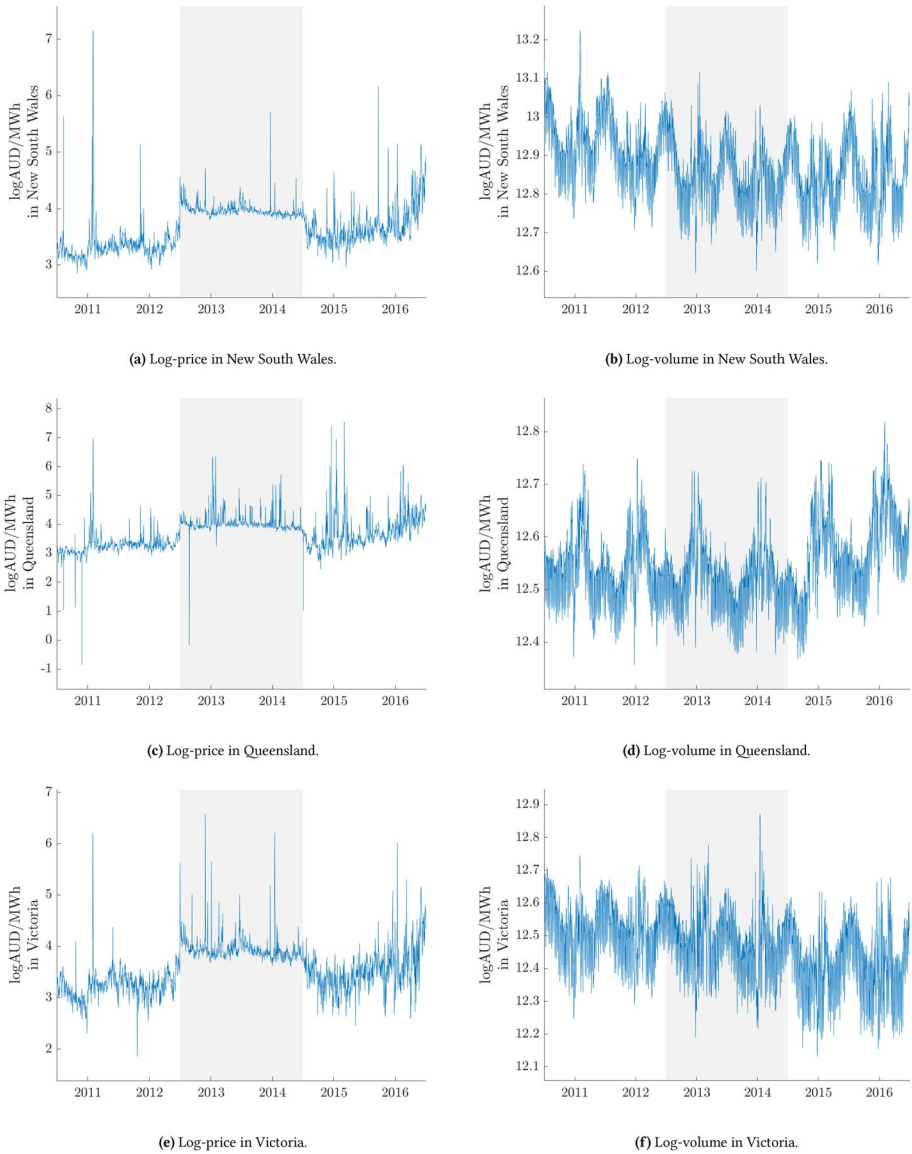 7
6
5
4
3
2011 2012 2013 2014 2015 2016
logAUD/MWh
in New South Wales
(a) Log-price in New South Wales.
13.2
13.1
13
12.9
12.8
12.7
12.6
2011 2012 2013 2014 2015 2016
logAUD/MWh
in New South Wales
(b) Log-volume in New South Wales.
8
7
6
5
4
3
2
1
0
-1
2011 2012 2013 2014 2015 2016
logAUD/MWh
in Queensland
(c) Log-price in Queensland.
12.8
12.7
12.6
12.5
12.4
2011 2012 2013 2014 2015 2016
logAUD/MWh
in Queensland
(d) Log-volume in Queensland.
7
6
5
4
3
2
2011 2012 2013 2014 2015 2016
logAUD/MWh
in Victoria
(e) Log-price in Victoria.
12.9
12.8
12.7
12.6
12.5
12.4
12.3
12.2
12.1
2011 2012 2013 2014 2015 2016
logAUD/MWh
in Victoria
(f) Log-volume in Victoria.